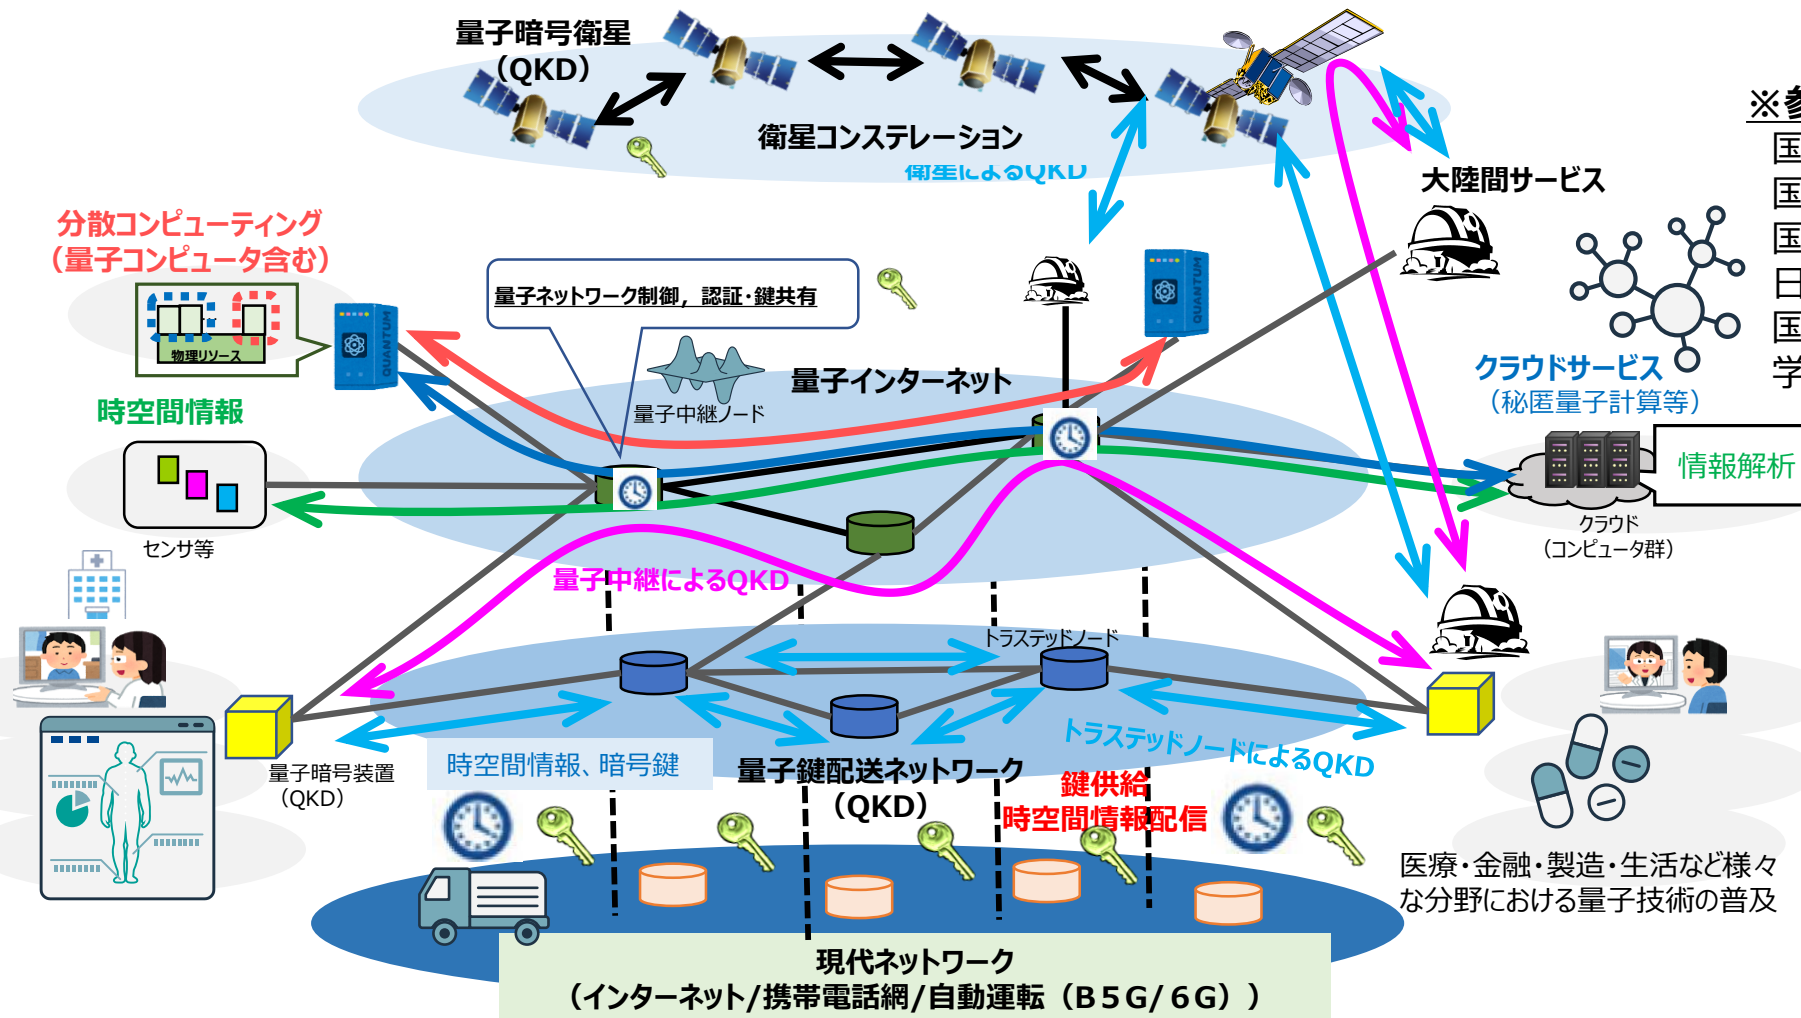 量子暗号衛星
（QKD）
衛星コンステレーション
衛星によるQKD
大陸間サービス
※参
国
国
国
日
国
学
分散コンピューティング
（量子コンピュータ含む）
物理リソース
QUANTUM
量子ネットワーク制御，認証・鍵共有
QUANTUM
量子インターネット
量子中継ノード
クラウドサービス
（秘匿量子計算等）
時空間情報
情報解析
センサ等
クラウド
（コンピュータ群）
量子中継によるQKD
トラステッドノード
トラステッドノードによるQKD
量子暗号装置
（QKD）
時空間情報、暗号鍵
量子鍵配送ネットワーク
（QKD）
鍵供給
時空間情報配信
医療・金融・製造・生活など様々
な分野における量子技術の普及
現代ネットワーク
（インターネット/携帯電話網/自動運転（B５G/６G））